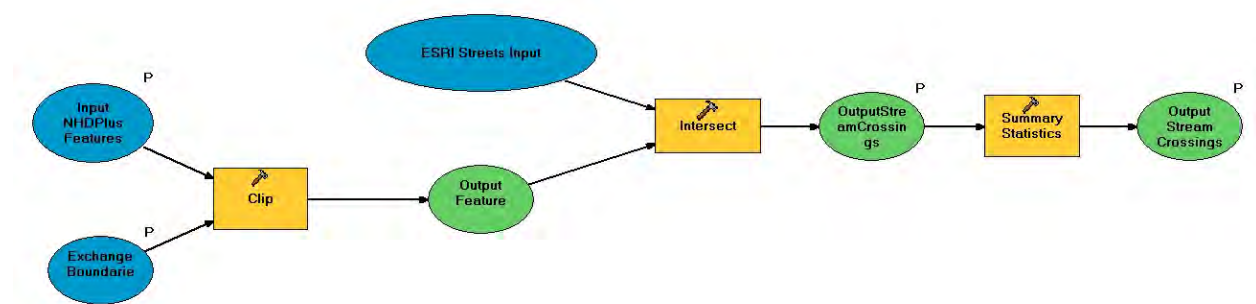 P
Input
NHDPlus
Features
P
Exchange
Boundarie
Clip
Output
Feature
ESRI Streets Input
Intersect
P
OutputStre
amCrossin
gs
Summary
Statistics
P
Output
Stream
Crossings